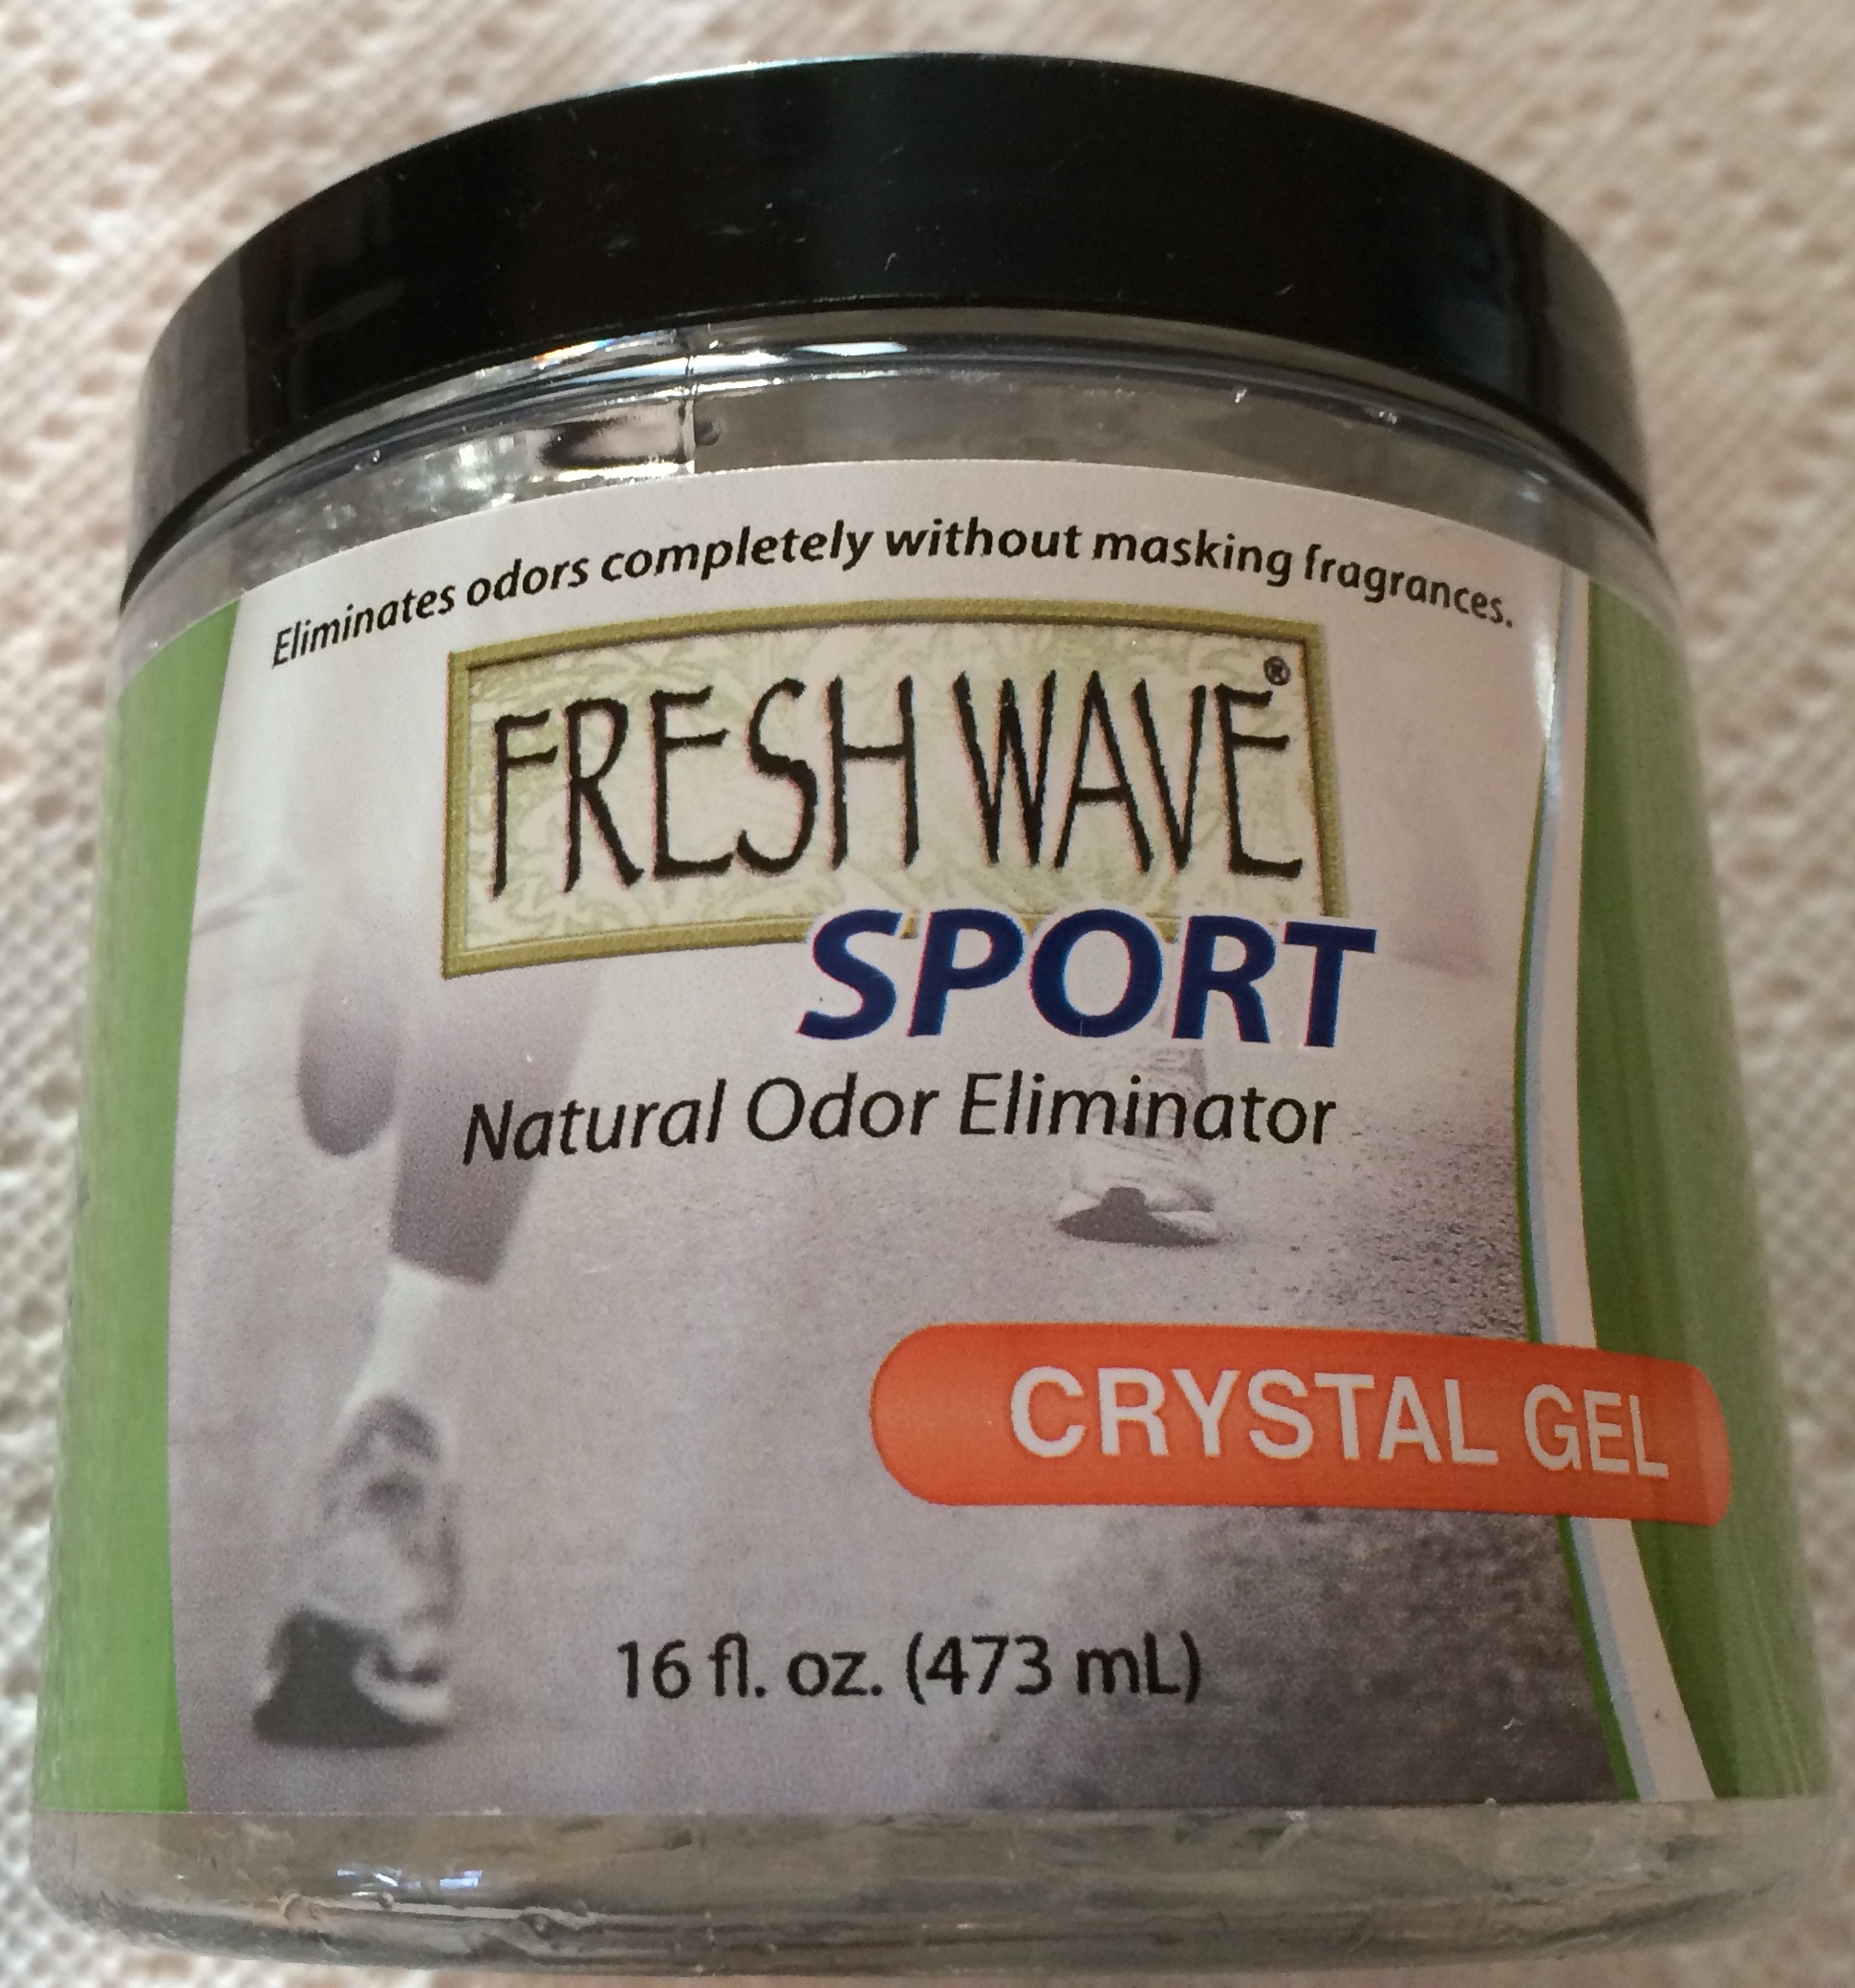 Eliminates odors completely without masking fragrances.
FRESH WAVE®
SPORT
Natural Odor Eliminator
CRYSTAL GEL
16 fl. oz. (473 mL)